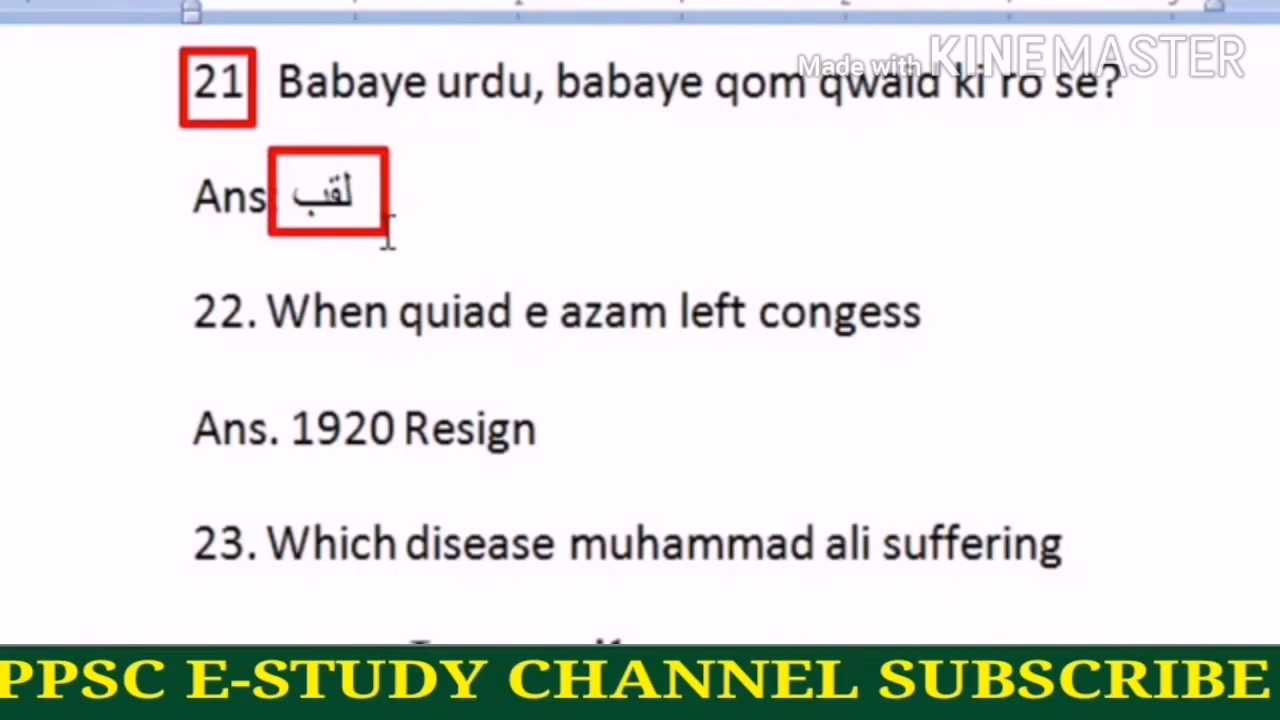 Made with KINEMASTER
21 Babaye urdu, babaye qom qwaid ki ro se?
Ans: لقب
22. When quiad e azam left congess
Ans. 1920 Resign
23. Which disease muhammad ali suffering
PPSC E-STUDY CHANNEL SUBSCRIBE